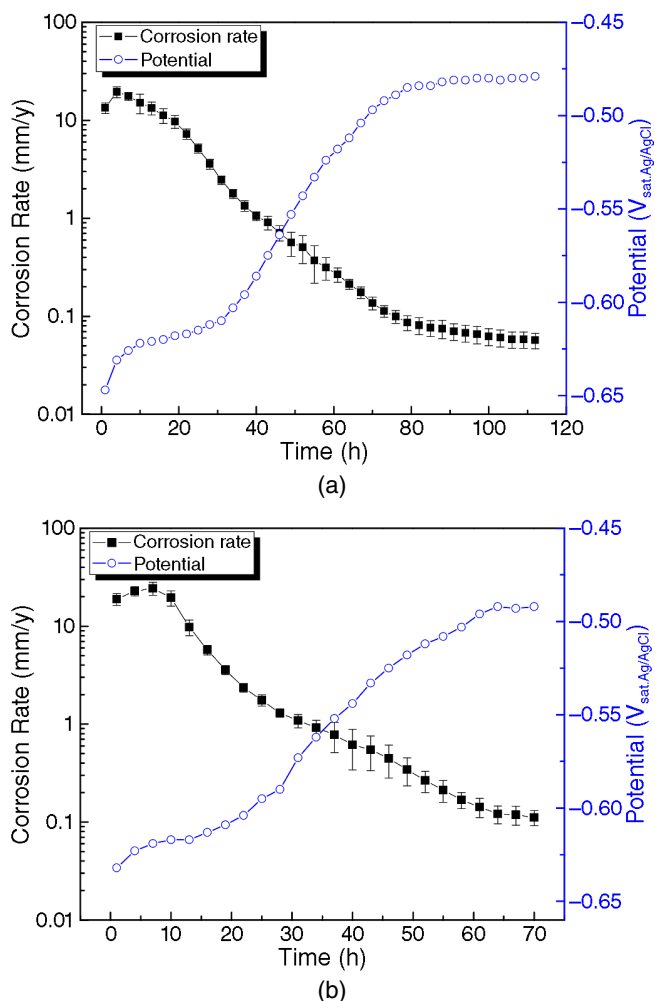 Corrosion rate
Potential
Corrosion Rate (mm/y)
100
10
1
0.1
0.01
−0.45
−0.50
−0.55
−0.60
−0.65
Potential (Vsat.Ag/AgCl)
0 20 40 60 80 100 120
Time (h)
(a)
Corrosion rate
Potential
Corrosion Rate (mm/y)
100
10
1
0.1
0.01
−0.45
−0.50
−0.55
−0.60
−0.65
Potential (Vsat.Ag/AgCl)
0 10 20 30 40 50 60 70
Time (h)
(b)